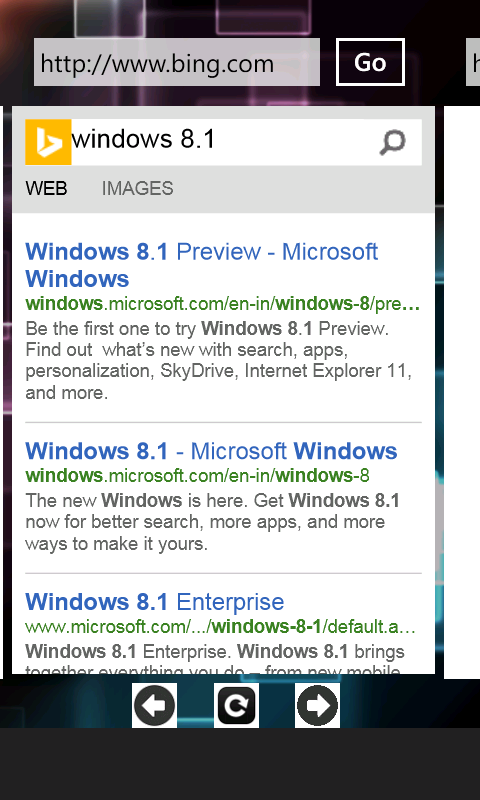 http://www.bing.com Go
windows 8.1
WEB IMAGES
Windows 8.1 Preview - Microsoft
Windows
windows.microsoft.com/en-in/windows-8/pre...
Be the first one to try Windows 8.1 Preview.
Find out what's new with search, apps,
personalization, SkyDrive, Internet Explorer 11,
and more.
Windows 8.1 - Microsoft Windows
windows.microsoft.com/en-in/windows-8
The new Windows is here. Get Windows 8.1
now for better search, more apps, and more
ways to make it yours.
Windows 8.1 Enterprise
www.microsoft.com/.../windows-8-1/default.a...
Windows 8.1 Enterprise. Windows 8.1 brings
together everything you do – from new mobile